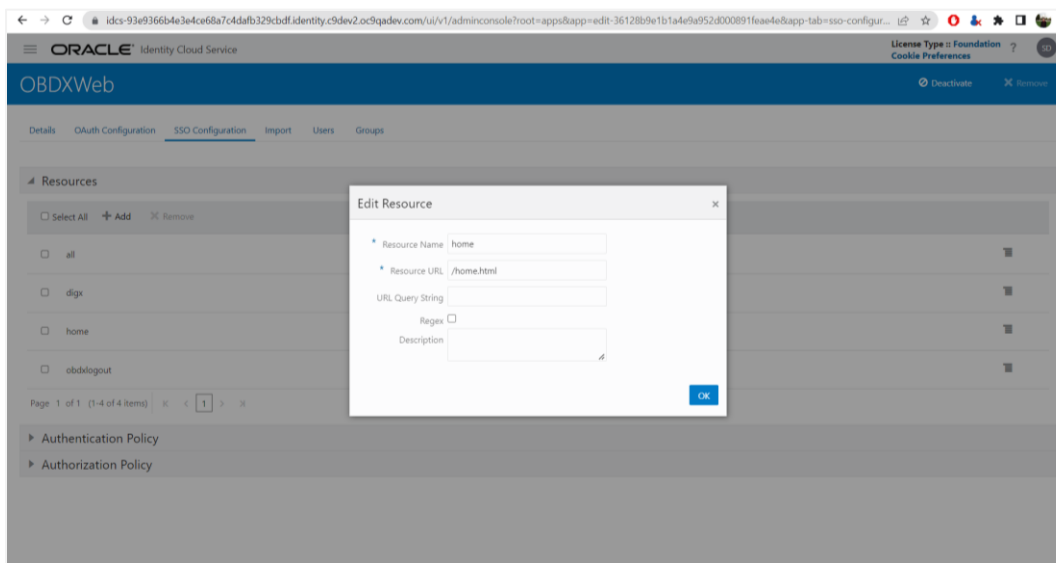 idcs-93e9366b4e3e4ce68a7c4dafb329cbdf.identity.c9dev2.oc9qadev.com/ui/v1/adminconsole?root=apps&app=edit-36128b9e1b1a4e9a952d000891feae4e&app-tab=sso-configur...
ORACLE Identity Cloud Service
License Type :: Foundation
Cookie Preferences
?
SD
OBDXWeb
Deactivate
Remove
Details OAuth Configuration SSO Configuration Import Users Groups
Resources
Select All Add Remove
all
digx
home
obdxlogout
Page 1 of 1 (1-4 of 4 items) 1
Authentication Policy
Authorization Policy
Edit Resource
* Resource Name home
* Resource URL /home.html
URL Query String
Regex
Description
OK